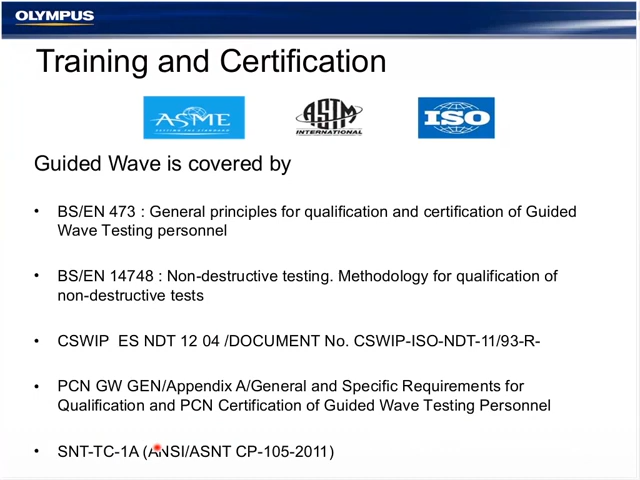 OLYMPUS
Training and Certification
ASME
SETTING THE STANDARD
ASTM
INTERNATIONAL
ISO
Guided Wave is covered by
• BS/EN 473 : General principles for qualification and certification of Guided
Wave Testing personnel
• BS/EN 14748 : Non-destructive testing. Methodology for qualification of
non-destructive tests
• CSWIP  ES NDT 12 04 /DOCUMENT No. CSWIP-ISO-NDT-11/93-R-
• PCN GW GEN/Appendix A/General and Specific Requirements for
Qualification and PCN Certification of Guided Wave Testing Personnel
• SNT-TC-1A (ANSI/ASNT CP-105-2011)